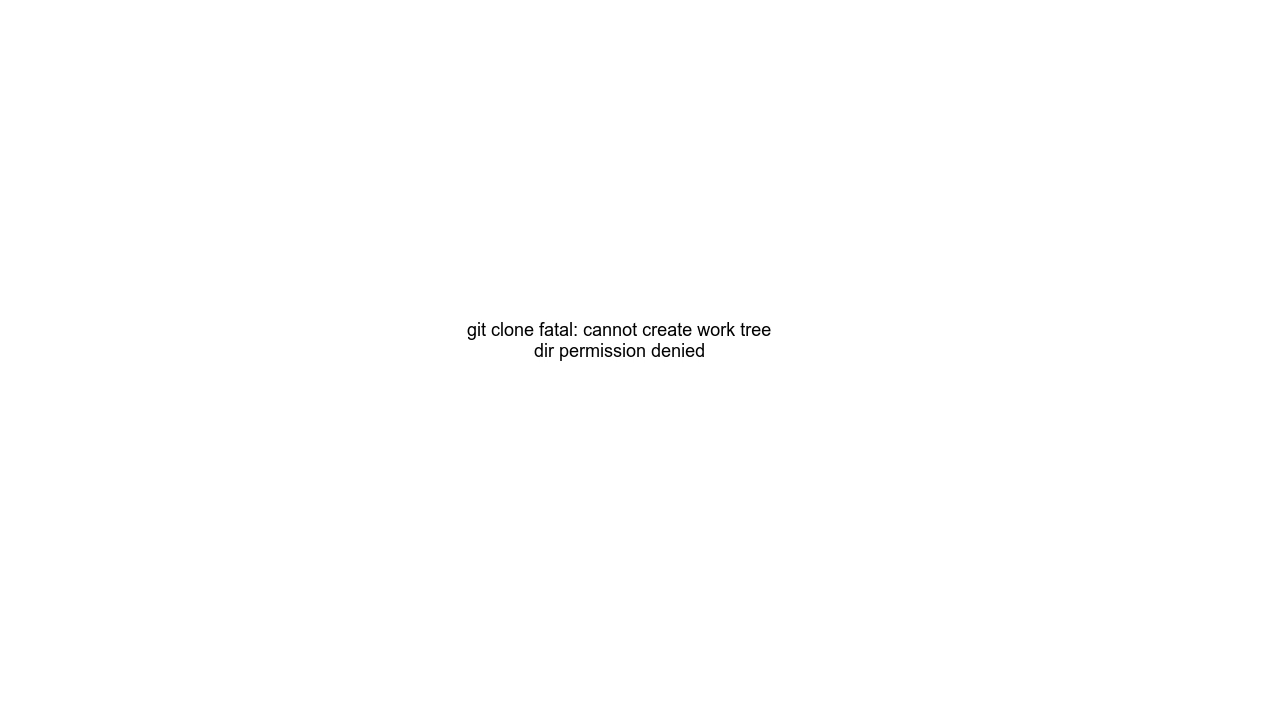 git clone fatal: cannot create work tree
dir permission denied